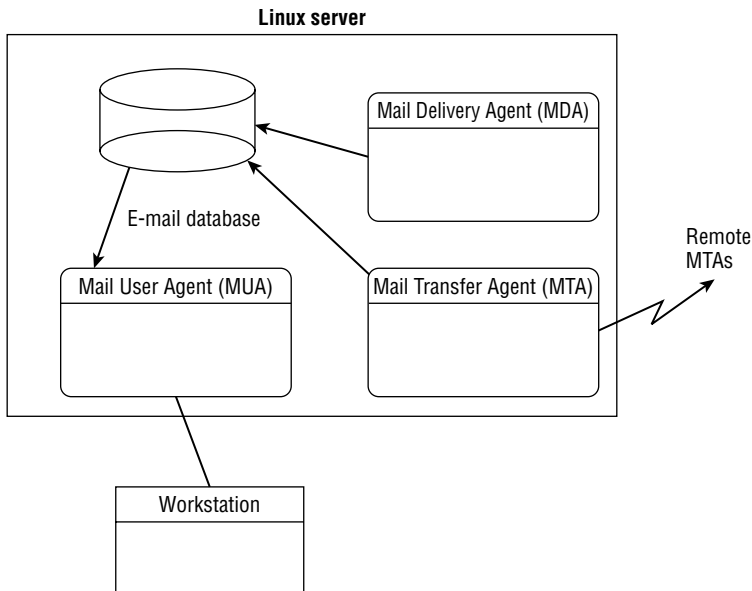 Linux server
Mail Delivery Agent (MDA)
E-mail database
Remote
MTAs
Mail User Agent (MUA)
Mail Transfer Agent (MTA)
Workstation